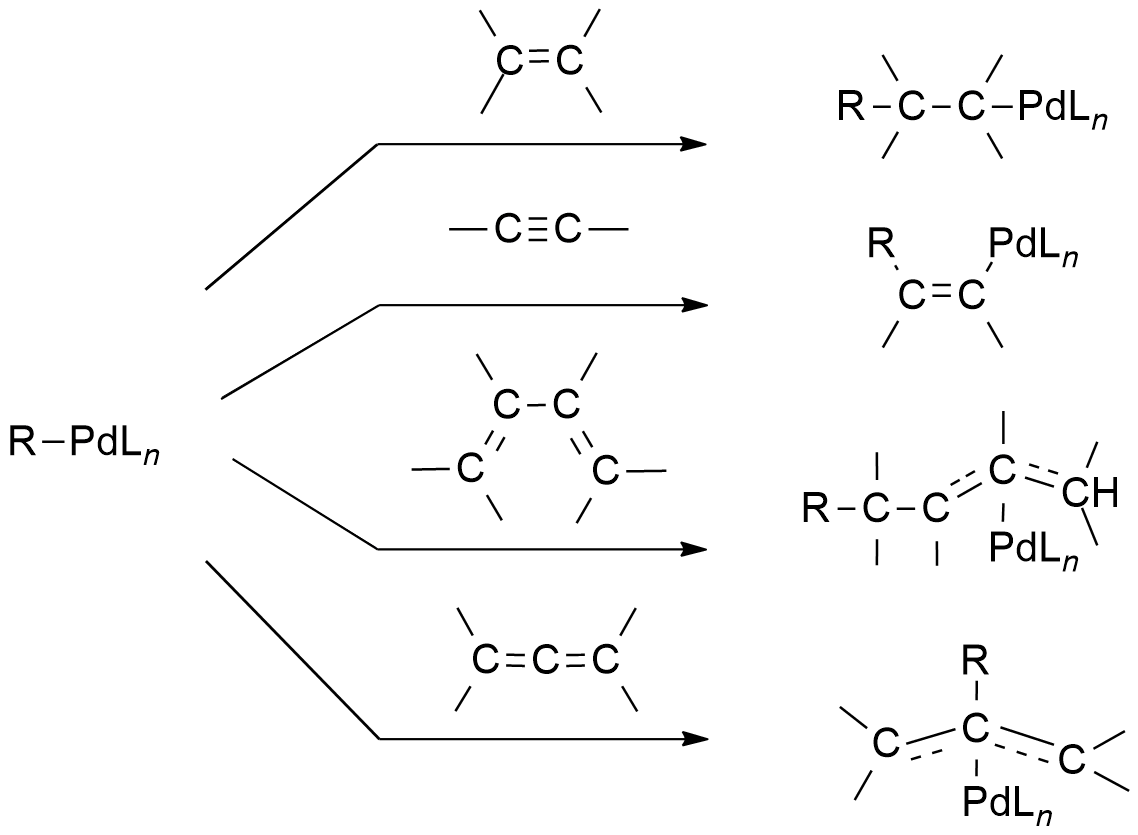 C=C
R-C-C-PdLn
C≡C
R PdLn
C=C
C-C
R-PdLn
C C
C
R-C-C CH
PdLn
C=C=C
R
C
C C
PdLn